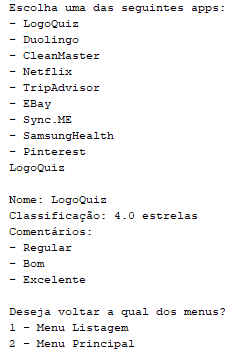 Escolha uma das seguintes apps:
- LogoQuiz
- Duolingo
- CleanMaster
- Netflix
- TripAdvisor
- EBay
- Sync.ME
- SamsungHealth
- Pinterest
LogoQuiz
Nome: LogoQuiz
Classificação: 4.0 estrelas
Comentários:
- Regular
- Bom
- Excelente
Deseja voltar a qual dos menus?
1 - Menu Listagem
2 - Menu Principal